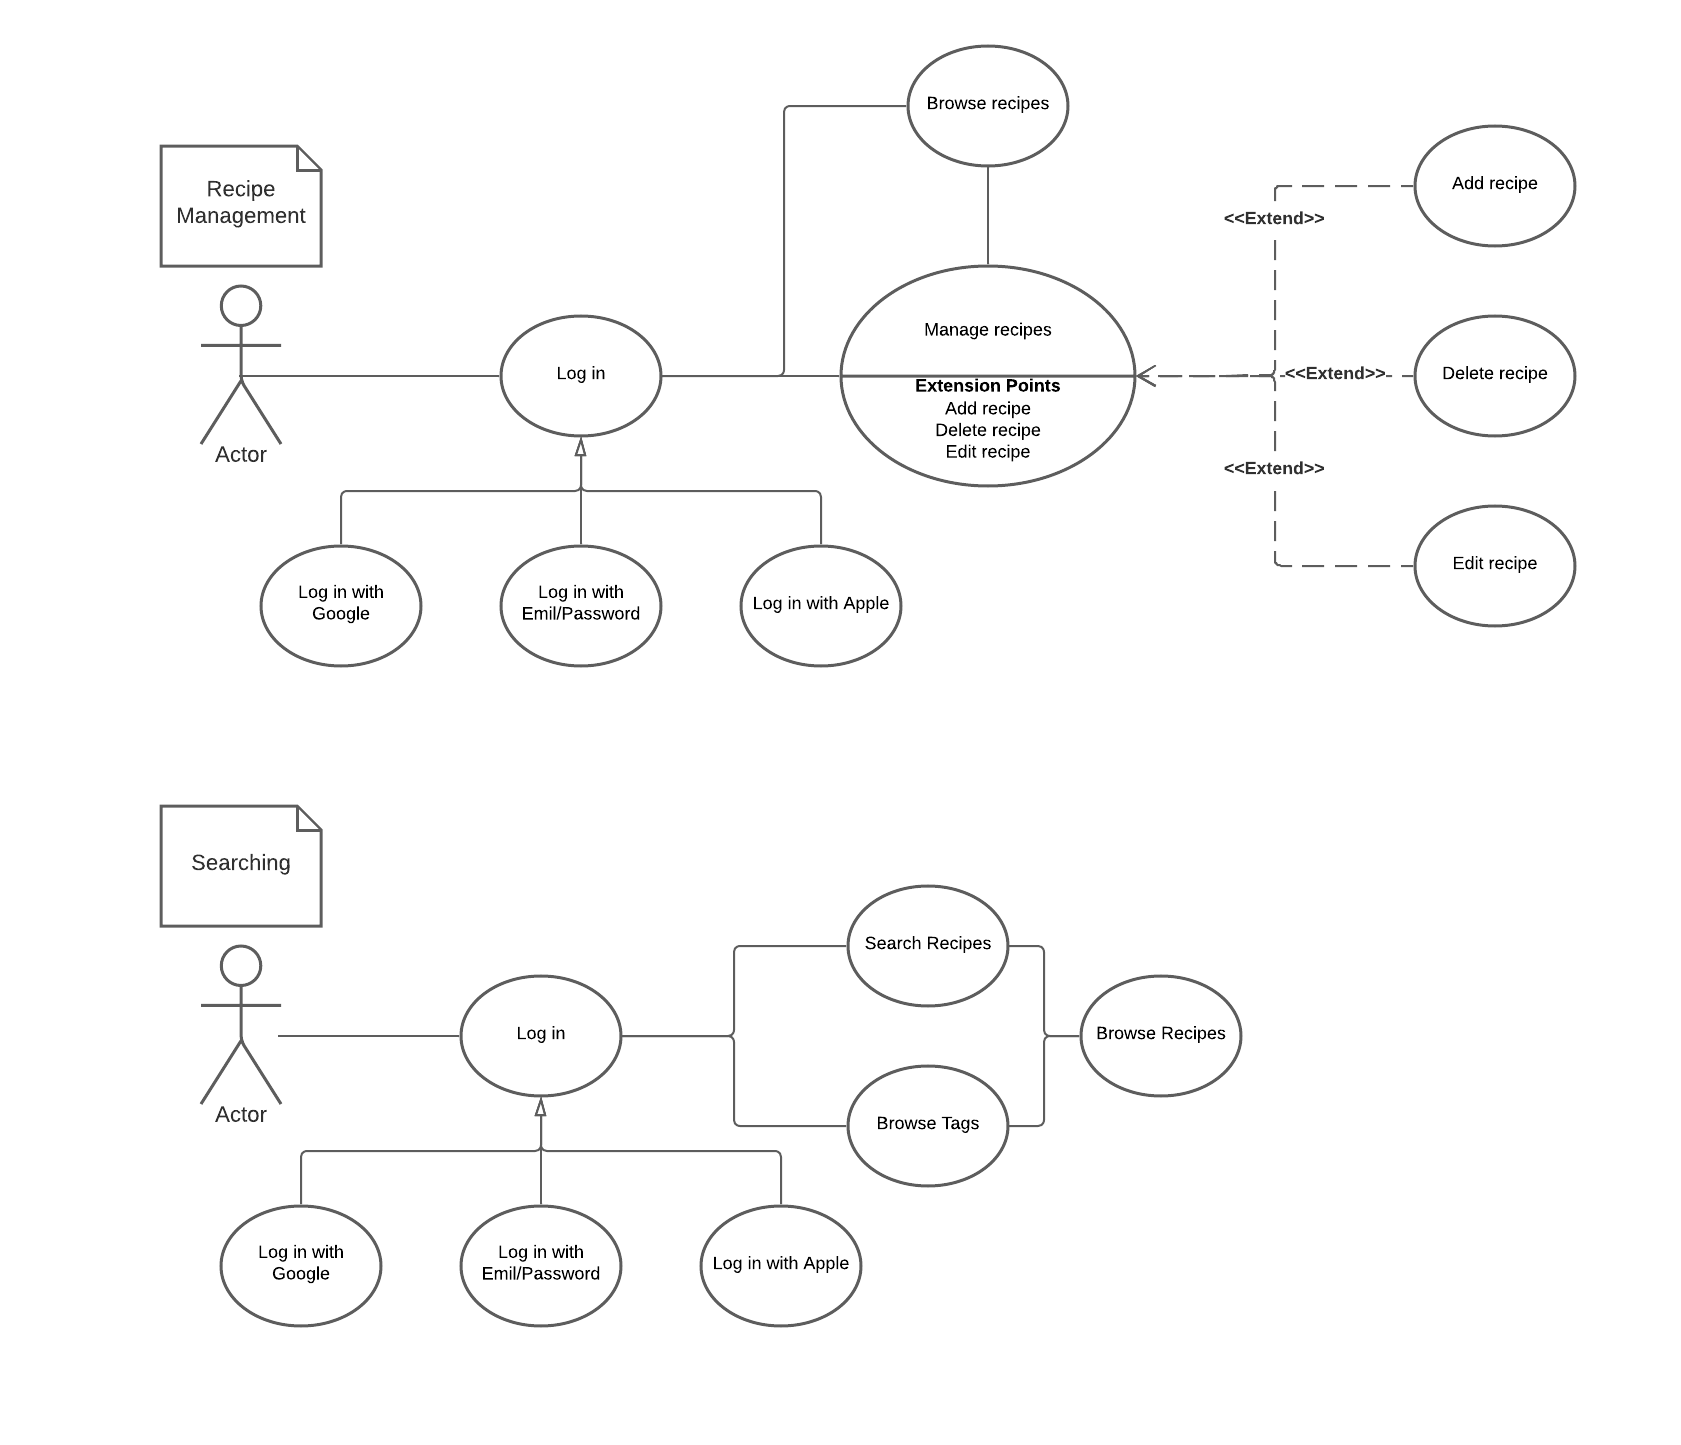 Browse recipes
Recipe
Management
Add recipe
<<Extend>>
Manage recipes
Log in
Extension Points
Add recipe
Delete recipe
Edit recipe
<<Extend>>
Delete recipe
Actor
<<Extend>>
Edit recipe
Log in with
Google
Log in with
Emil/Password
Log in with Apple
Searching
Search Recipes
Log in
Browse Recipes
Actor
Browse Tags
Log in with
Google
Log in with
Emil/Password
Log in with Apple